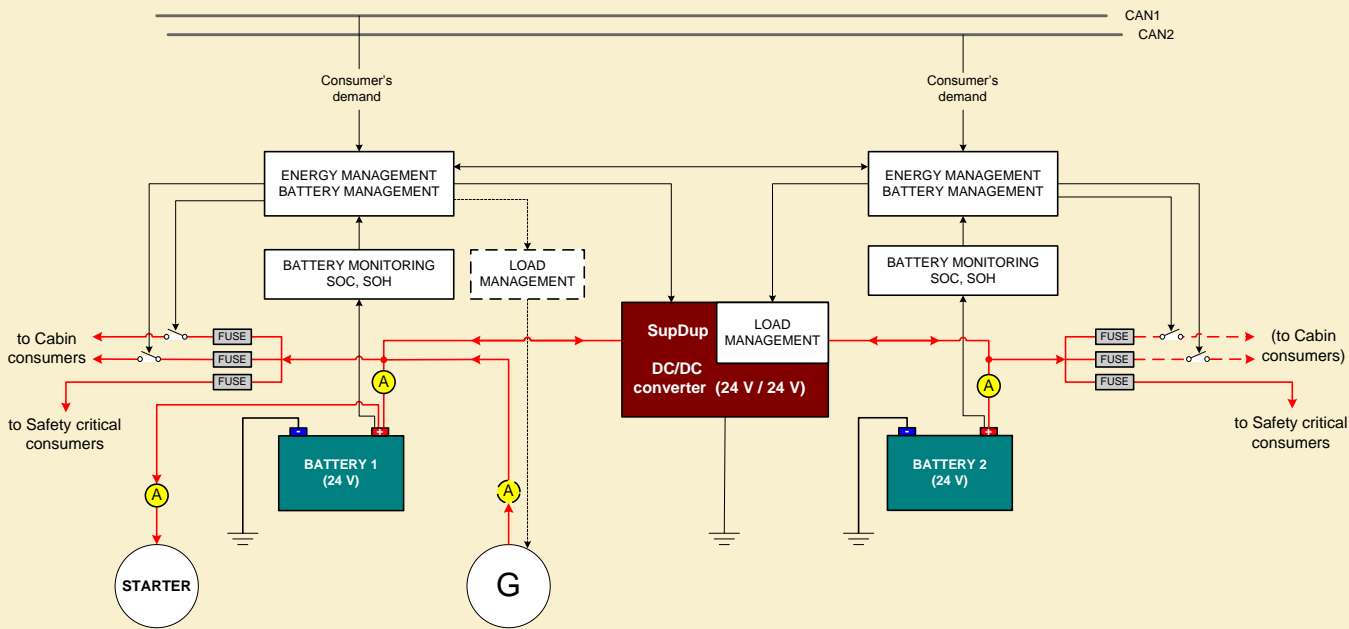 CAN1
CAN2
Consumer's
demand
Consumer's
demand
ENERGY MANAGEMENT
BATTERY MANAGEMENT
ENERGY MANAGEMENT
BATTERY MANAGEMENT
BATTERY MONITORING
SOC, SOH
LOAD
MANAGEMENT
BATTERY MONITORING
SOC, SOH
to Cabin
consumers
FUSE
FUSE
FUSE
to Safety critical
consumers
SupDup
DC/DC
converter (24 V / 24 V)
LOAD
MANAGEMENT
FUSE
FUSE
FUSE
(to Cabin
consumers)
to Safety critical
consumers
A
A
-
+
BATTERY 1
(24 V)
-
+
BATTERY 2
(24 V)
A
A
STARTER
G